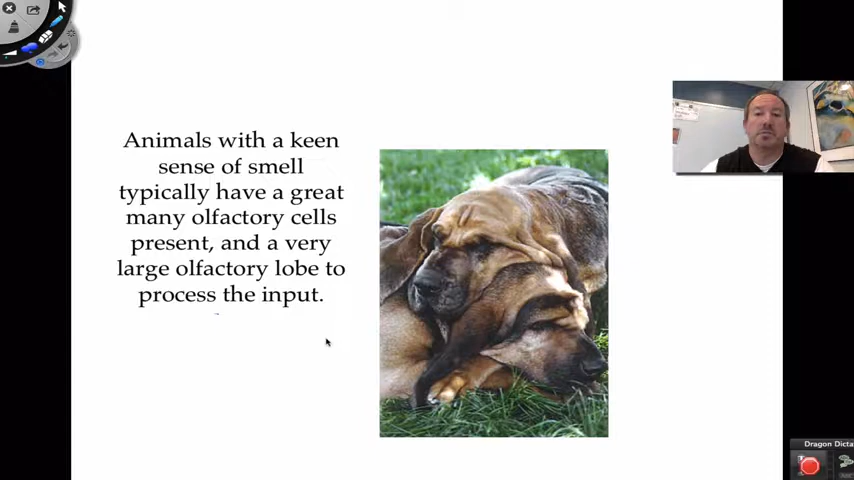 Animals with a keen
sense of smell
typically have a great
many olfactory cells
present, and a very
large olfactory lobe to
process the input.
Dragon Dicta